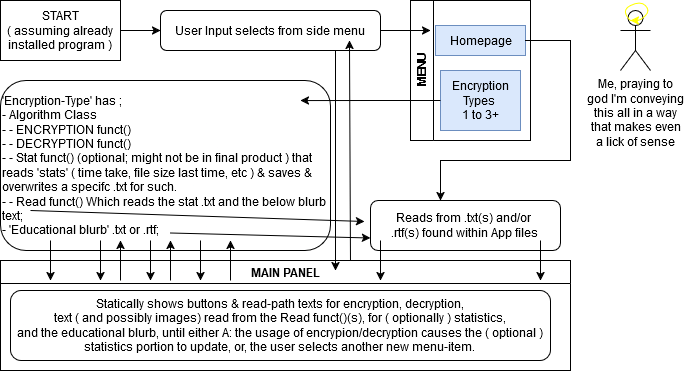 START
( assuming already
installed program )
User Input selects from side menu
MENU
Homepage
Encryption
Types
1 to 3+
Me, praying to
god I'm conveying
this all in a way
that makes even
a lick of sense
'Encryption-Type' has ;
- Algorithm Class
- - ENCRYPTION funct()
- - DECRYPTION funct()
- - Stat funct() (optional; might not be in final product ) that
reads 'stats' ( time take, file size last time, etc ) & saves &
overwrites a specifc .txt for such.
- - Read funct() Which reads the stat .txt and the below blurb
text;
- 'Educational blurb' .txt or .rtf;
Reads from .txt(s) and/or
.rtf(s) found within App files
MAIN PANEL
Statically shows buttons & read-path texts for encryption, decryption,
text ( and possibly images) read from the Read funct()(s), for ( optionally ) statistics,
and the educational blurb, until either A: the usage of encrypion/decryption causes the ( optional )
statistics portion to update, or, the user selects another new menu-item.